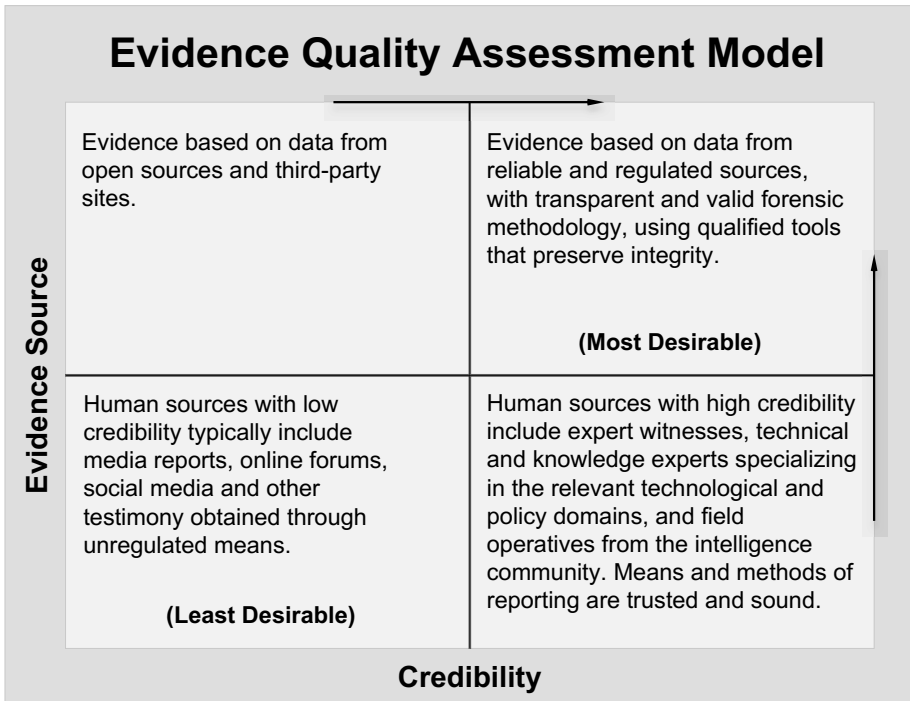 Evidence Quality Assessment Model
Evidence based on data from
open sources and third-party
sites.
Evidence based on data from
reliable and regulated sources,
with transparent and valid forensic
methodology, using qualified tools
that preserve integrity.
(Most Desirable)
Evidence Source
Human sources with low
credibility typically include
media reports, online forums,
social media and other
testimony obtained through
unregulated means.
(Least Desirable)
Human sources with high credibility
include expert witnesses, technical
and knowledge experts specializing
in the relevant technological and
policy domains, and field
operatives from the intelligence
community. Means and methods of
reporting are trusted and sound.
Credibility